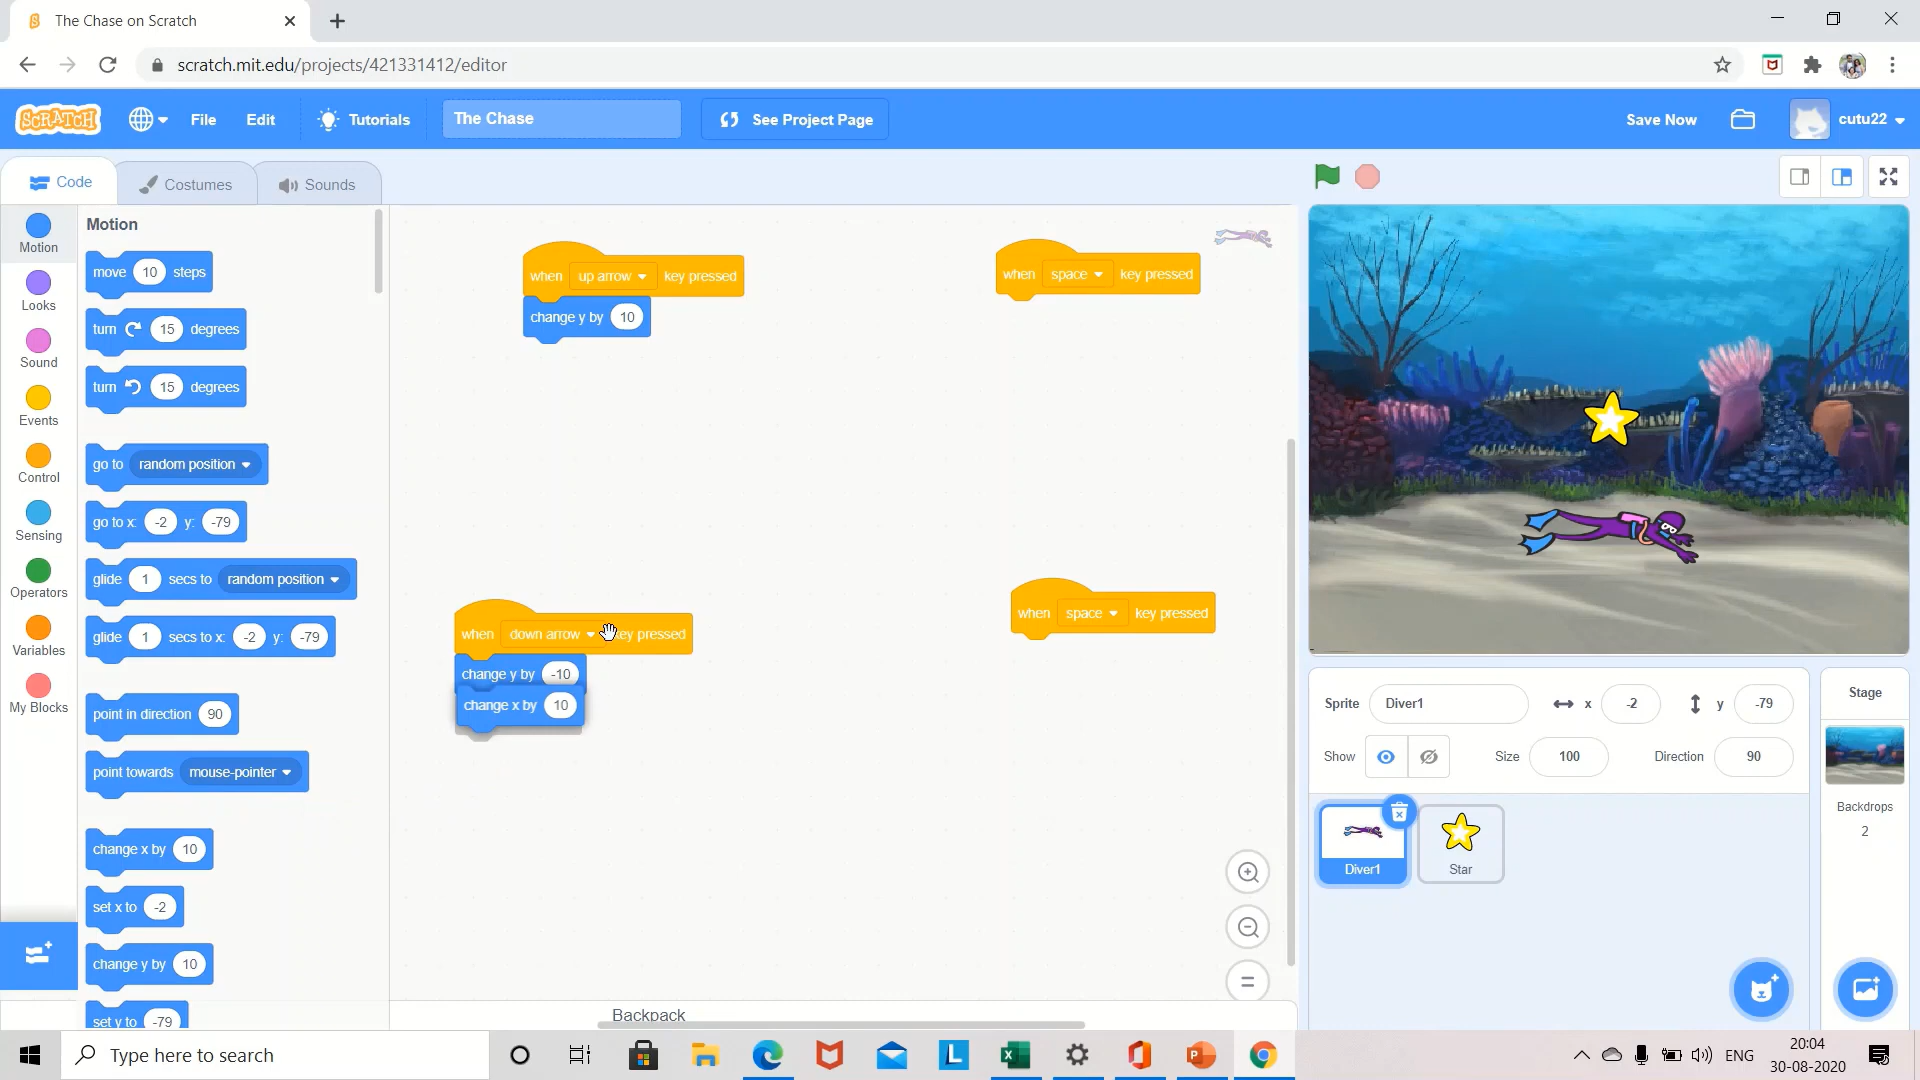 The Chase on Scratch
scratch.mit.edu/projects/421331412/editor
SCRATCH
File
Edit
Tutorials
The Chase
See Project Page
Save Now
cutu22
Code
Costumes
Sounds
Motion
Looks
Sound
Events
Control
Sensing
Operators
Variables
My Blocks
Motion
move 10 steps
turn 15 degrees
turn 15 degrees
go to random position
go to x: -2 y: -79
glide 1 secs to random position
glide 1 secs to x: -2 y: -79
point in direction 90
point towards mouse-pointer
change x by 10
set x to -2
change y by 10
set y to -79
when up arrow key pressed
change y by 10
when space key pressed
when down arrow key pressed
change y by -10
change x by 10
when space key pressed
Backpack
Sprite Diver1 x -2 y -79
Show Size 100 Direction 90
Diver1
Star
Stage
Backdrops
2
Type here to search
L
ENG
20:04
30-08-2020